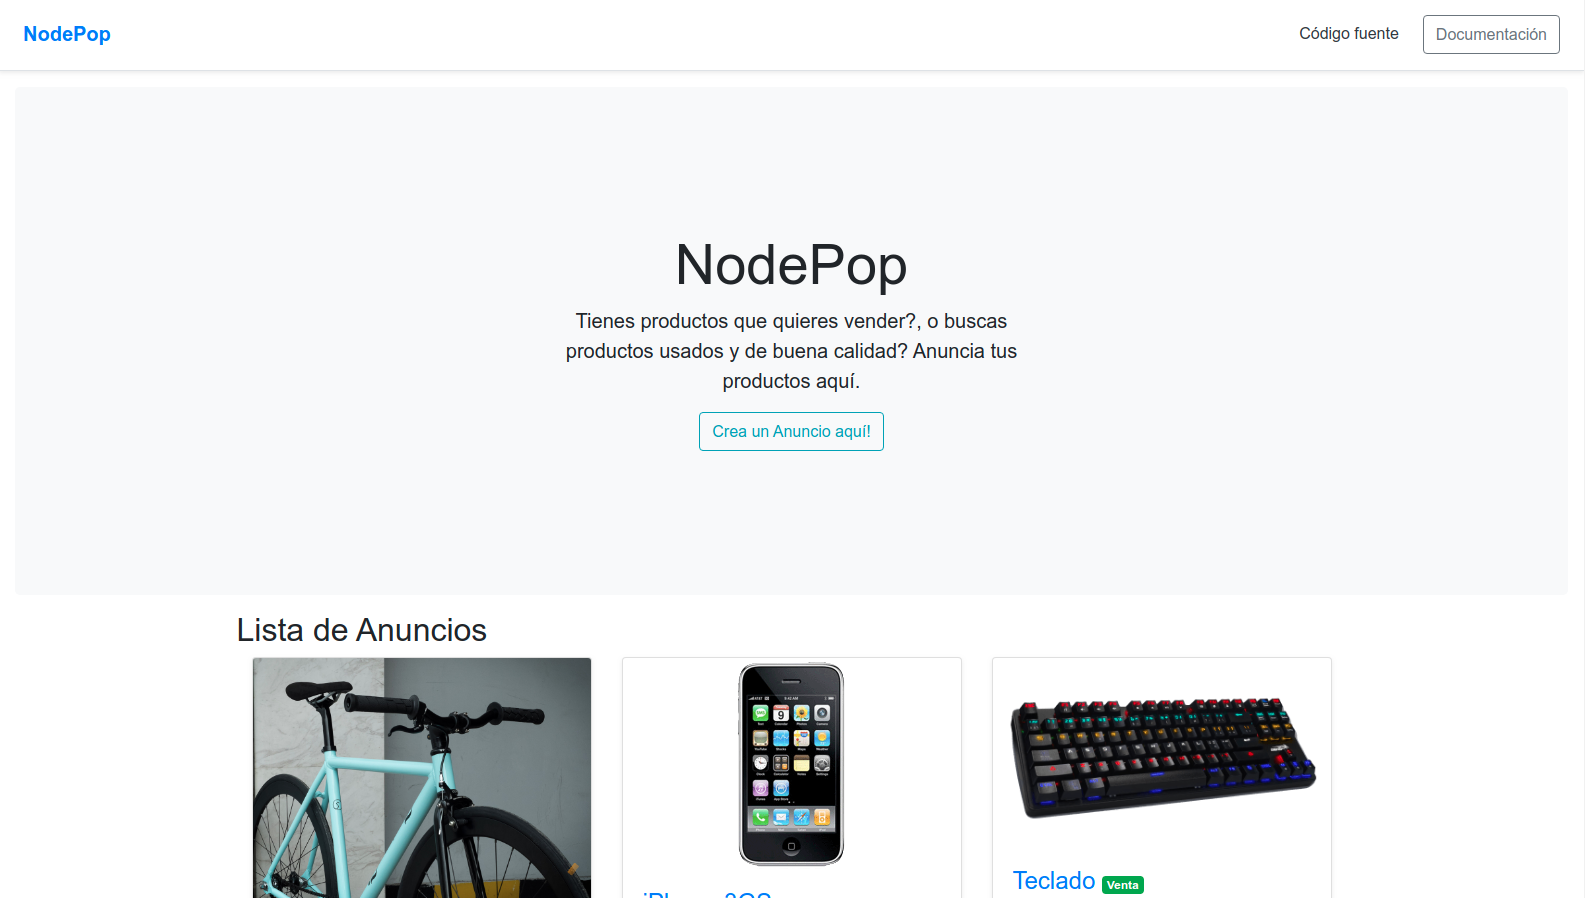 NodePop
Código fuente
Documentación
NodePop
Tienes productos que quieres vender?, o buscas
productos usados y de buena calidad? Anuncia tus
productos aquí.
Crea un Anuncio aquí!
Lista de Anuncios
Teclado Venta